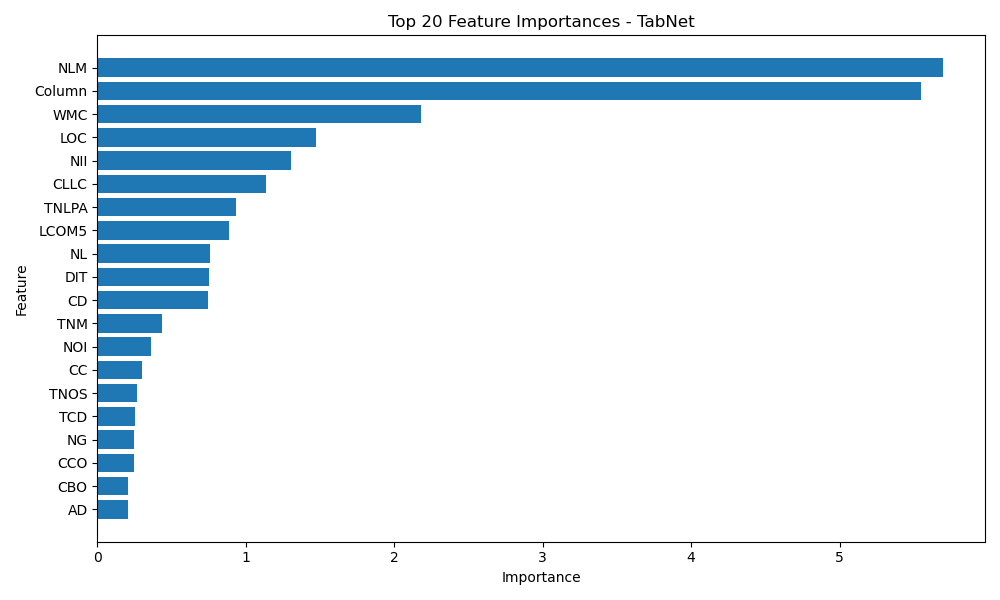 Top 20 Feature Importances - TabNet
Feature
NLM
Column
WMC
LOC
NII
CLLC
TNLPA
LCOM5
NL
DIT
CD
TNM
NOI
CC
TNOS
TCD
NG
CCO
CBO
AD
0 1 2 3 4 5
Importance